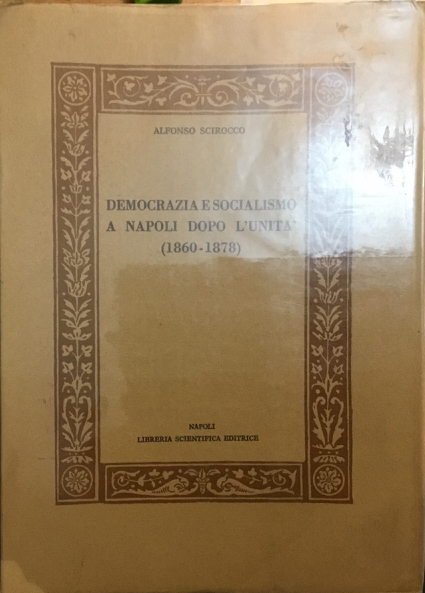 ALFONSO SCIROCCO
DEMOCRAZIA E SOCIALISMO
A NAPOLI DOPO L'UNITA'
(1860-1878)
NAPOLI
LIBRERIA SCIENTIFICA EDITRICE